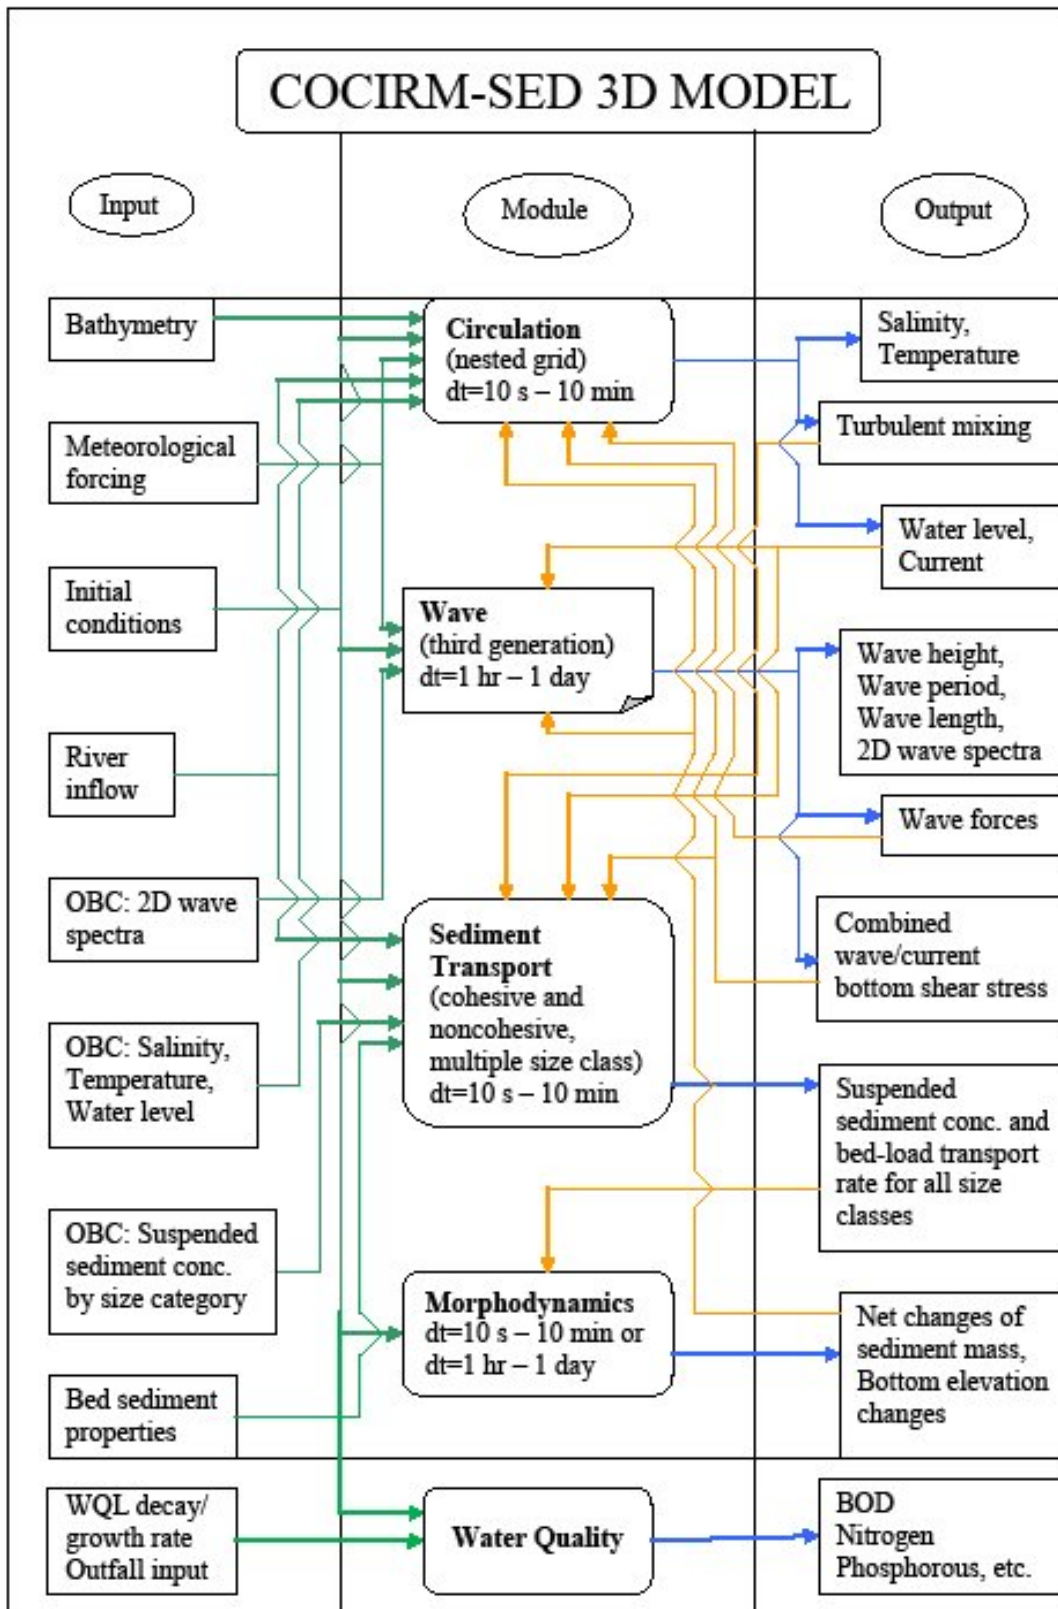 COCIRM-SED 3D MODEL
Input
Module
Output
Bathymetry
Meteorological
forcing
Initial
conditions
River
inflow
OBC: 2D wave
spectra
OBC: Salinity,
Temperature,
Water level
OBC: Suspended
sediment conc.
by size category
Bed sediment
properties
WQL decay/
growth rate
Outfall input
Circulation
(nested grid)
dt=10 s – 10 min
Wave
(third generation)
dt=1 hr – 1 day
Sediment
Transport
(cohesive and
noncohesive,
multiple size class)
dt=10 s – 10 min
Morphodynamics
dt=10 s – 10 min or
dt=1 hr – 1 day
Water Quality
Salinity,
Temperature
Turbulent mixing
Water level,
Current
Wave height,
Wave period,
Wave length,
2D wave spectra
Wave forces
Combined
wave/current
bottom shear stress
Suspended
sediment conc. and
bed-load transport
rate for all size
classes
Net changes of
sediment mass,
Bottom elevation
changes
BOD
Nitrogen
Phosphorous, etc.